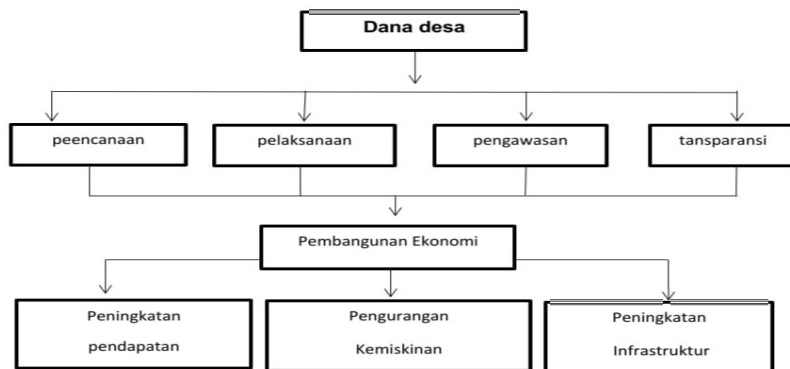 Dana desa
peencanaan
pelaksanaan
pengawasan
tansparansi
Pembangunan Ekonomi
Peningkatan
pendapatan
Pengurangan
Kemiskinan
Peningkatan
Infrastruktur